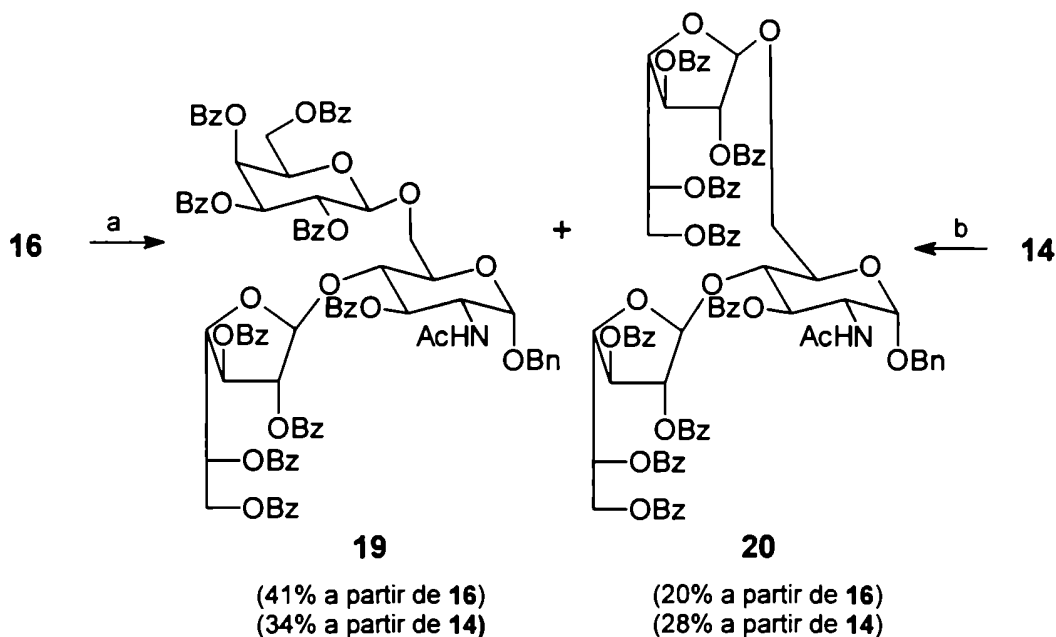 O
O
OBz
OBz
OBz
OBz
BzO
O
BzO
O
BzO
OBz
a
+
b
16
14
OBz
O
O
O
O
BzO
BzO
O
O
OBz
AcHN
OBn
OBz
AcHN
OBn
OBz
OBz
OBz
OBz
OBz
OBz
19
20
(41% a partir de 16)
(20% a partir de 16)
(34% a partir de 14)
(28% a partir de 14)